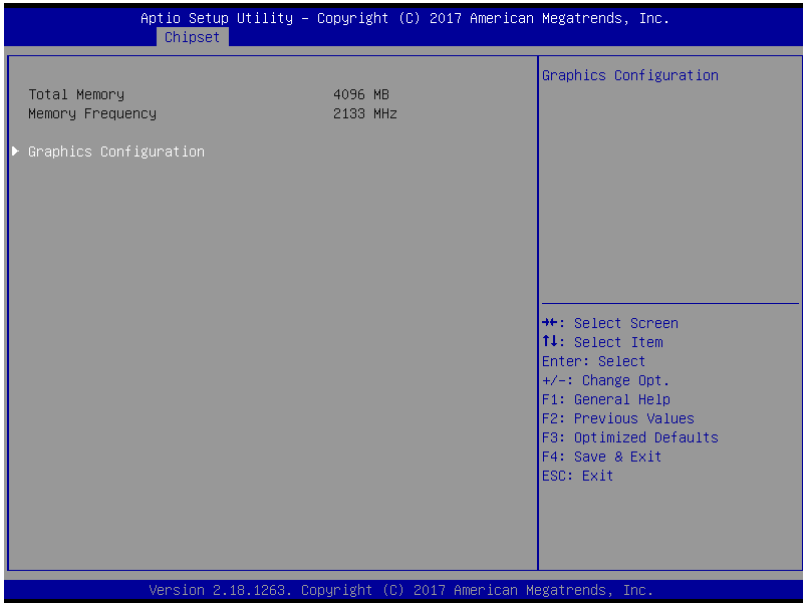 Aptio Setup Utility – Copyright (C) 2017 American Megatrends, Inc.
Chipset
Total Memory 4096 MB
Memory Frequency 2133 MHz
▶ Graphics Configuration
Graphics Configuration
→←: Select Screen
↑↓: Select Item
Enter: Select
+/-: Change Opt.
F1: General Help
F2: Previous Values
F3: Optimized Defaults
F4: Save & Exit
ESC: Exit
Version 2.18.1263. Copyright (C) 2017 American Megatrends, Inc.